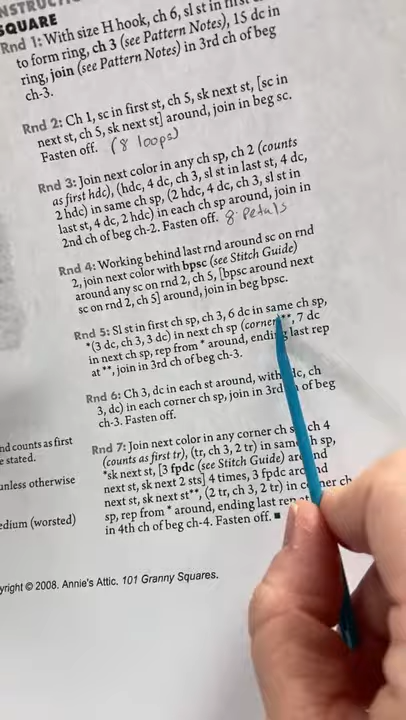 SQUARE
Rnd 1: With size H hook, ch 6, sl st in first
to form ring, ch 3 (see Pattern Notes), 15 dc in
ring, join (see Pattern Notes) in 3rd ch of beg
ch-3.
Rnd 2: Ch 1, sc in first st, ch 5, sk next st, [sc in
next st, ch 5, sk next st] around, join in beg sc.
Fasten off. (8 loops)
Rnd 3: Join next color in any ch sp, ch 2 (counts
as first hdc), (hdc, 4 dc, ch 3, sl st in last st, 4 dc,
2 hdc) in same ch sp, (2 hdc, 4 dc, ch 3, sl st in
last st, 4 dc, 2 hdc) in each ch sp around, join in
2nd ch of beg ch-2. Fasten off. 8 petals
Rnd 4: Working behind last rnd around sc on rnd
2, join next color with bpsc (see Stitch Guide)
around any sc on rnd 2, ch 5, [bpsc around next
sc on rnd 2, ch 5] around, join in beg bpsc.
Rnd 5: Sl st in first ch sp, ch 3, 6 dc in same ch sp,
*(3 dc, ch 3, 3 dc) in next ch sp (corner)**, 7 dc
in next ch sp, rep from * around, ending last rep
at **, join in 3rd ch of beg ch-3.
Rnd 6: Ch 3, dc in each st around, with dc, ch
3, dc) in each corner ch sp, join in 3rd of beg
ch-3. Fasten off.
Rnd 7: Join next color in any corner ch s ch 4
(counts as first tr), (tr, ch 3, 2 tr) in same h sp,
*sk next st, [3 fpdc (see Stitch Guide) around
next st, sk next 2 sts] 4 times, 3 fpdc around
next st, sk next st**, (2 tr, ch 3, 2 tr) in corner ch
sp, rep from * around, ending last rep at
in 4th ch of beg ch-4. Fasten off. ■
nd counts as first
e stated.
unless otherwise
edium (worsted)
yright © 2008. Annie's Attic. 101 Granny Squares.